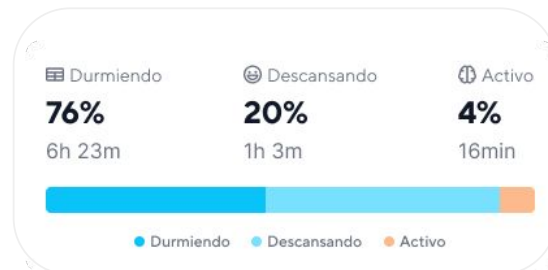 Durmiendo Descansando Activo
76% 20% 4%
6h 23m 1h 3m 16min
Durmiendo Descansando Activo